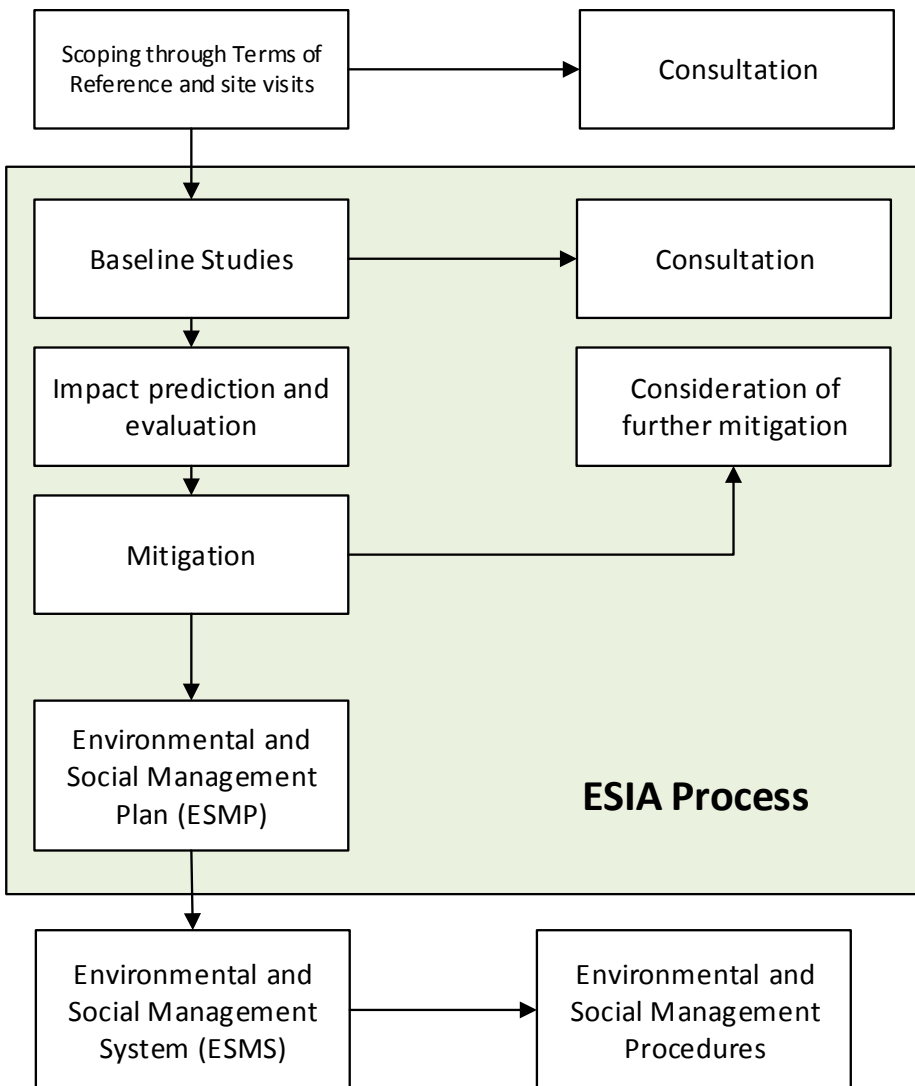 Scoping through Terms of
Reference and site visits
Consultation
Baseline Studies
Consultation
Impact prediction and
evaluation
Consideration of
further mitigation
Mitigation
Environmental and
Social Management
Plan (ESMP)
ESIA Process
Environmental and
Social Management
System (ESMS)
Environmental and
Social Management
Procedures